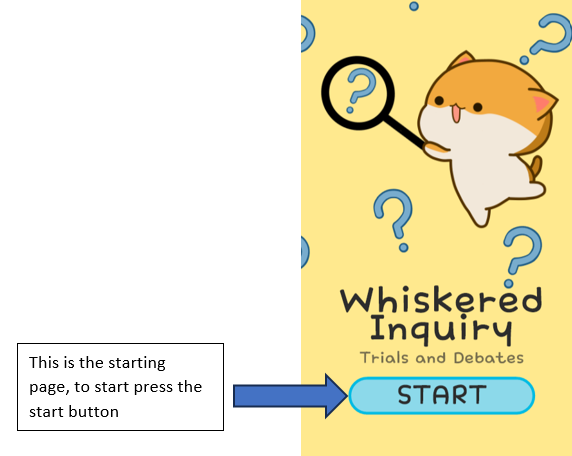 Whiskered
Inquiry
Trials and Debates
START
This is the starting
page, to start press the
start button